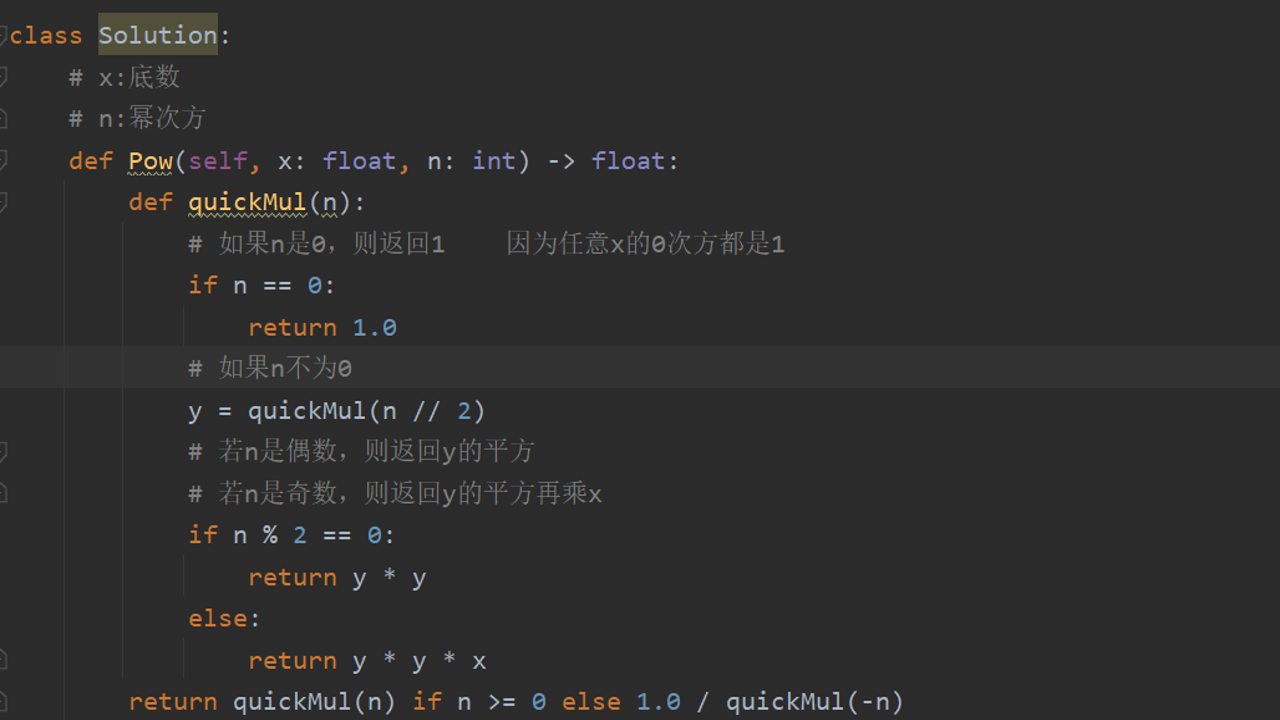 class Solution:
    # x:底数
    # n:幂次方
    def Pow(self, x: float, n: int) -> float:
        def quickMul(n):
            # 如果n是0，则返回1    因为任意x的0次方都是1
            if n == 0:
                return 1.0
            # 如果n不为0
            y = quickMul(n // 2)
            # 若n是偶数，则返回y的平方
            # 若n是奇数，则返回y的平方再乘x
            if n % 2 == 0:
                return y * y
            else:
                return y * y * x
        return quickMul(n) if n >= 0 else 1.0 / quickMul(-n)